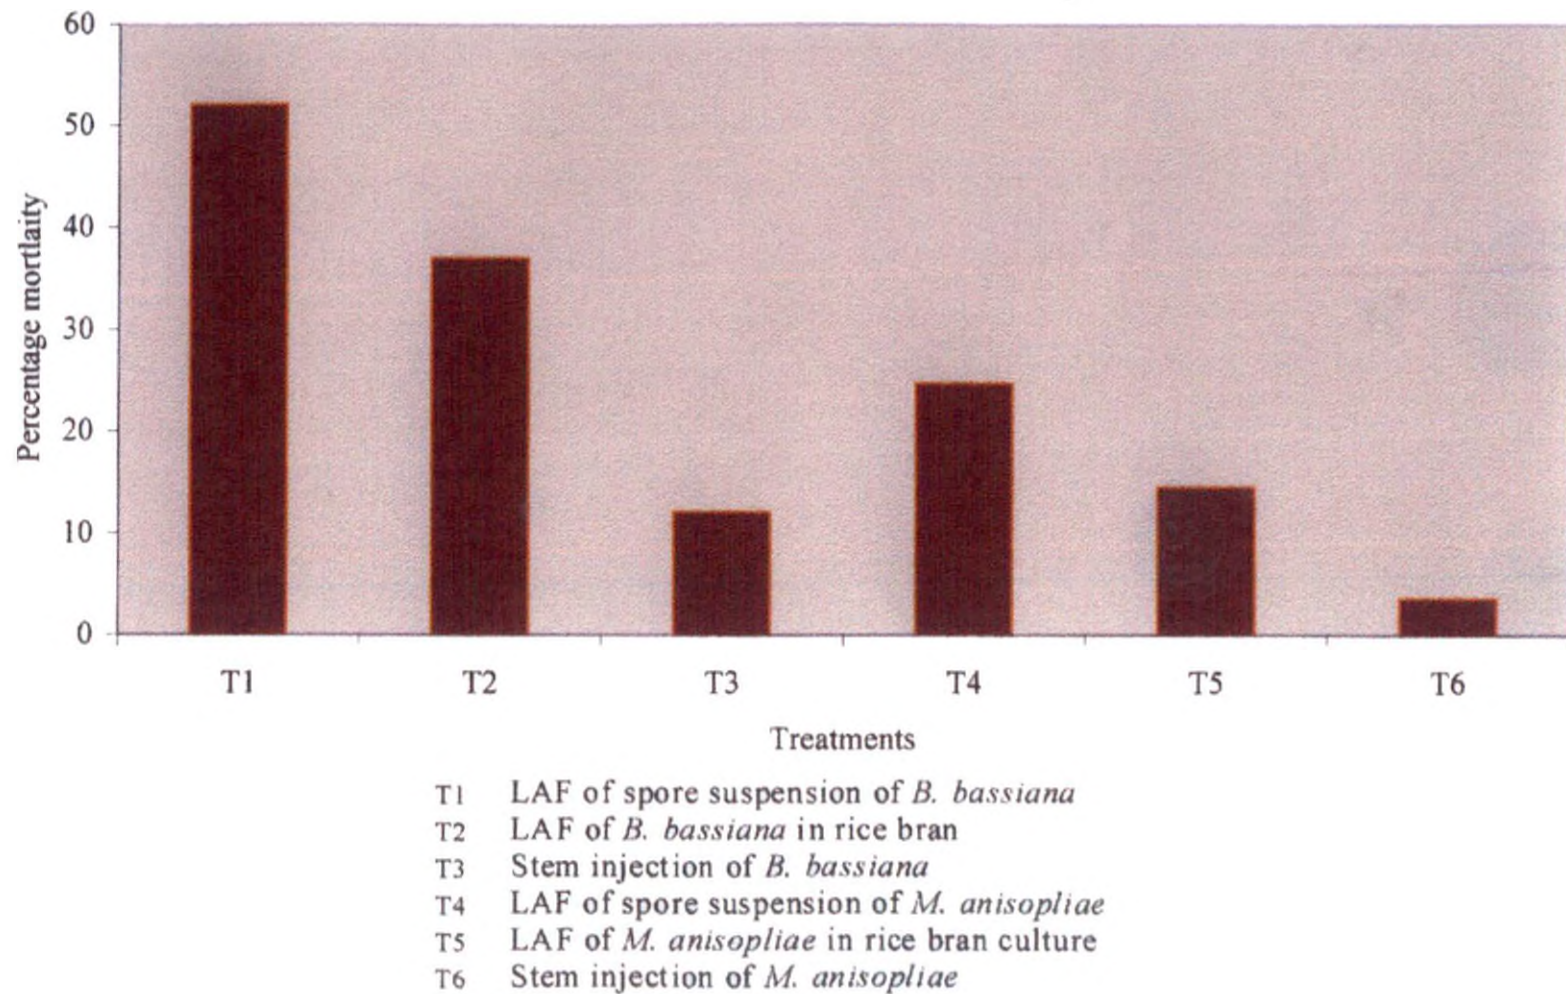 60
50
40
30
20
10
0
Percentage mortlaity
T1 T2 T3 T4 T5 T6
Treatments
T1 LAF of spore suspension of B. bassiana
T2 LAF of B. bassiana in rice bran
T3 Stem injection of B. bassiana
T4 LAF of spore suspension of M. anisopliae
T5 LAF of M. anisopliae in rice bran culture
T6 Stem injection of M. anisopliae